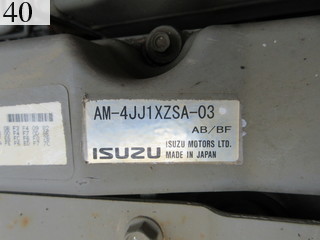 40
AM-4JJ1XZSA-03
AB/BF
ISUZU ISUZU MOTORS LTD.
MADE IN JAPAN